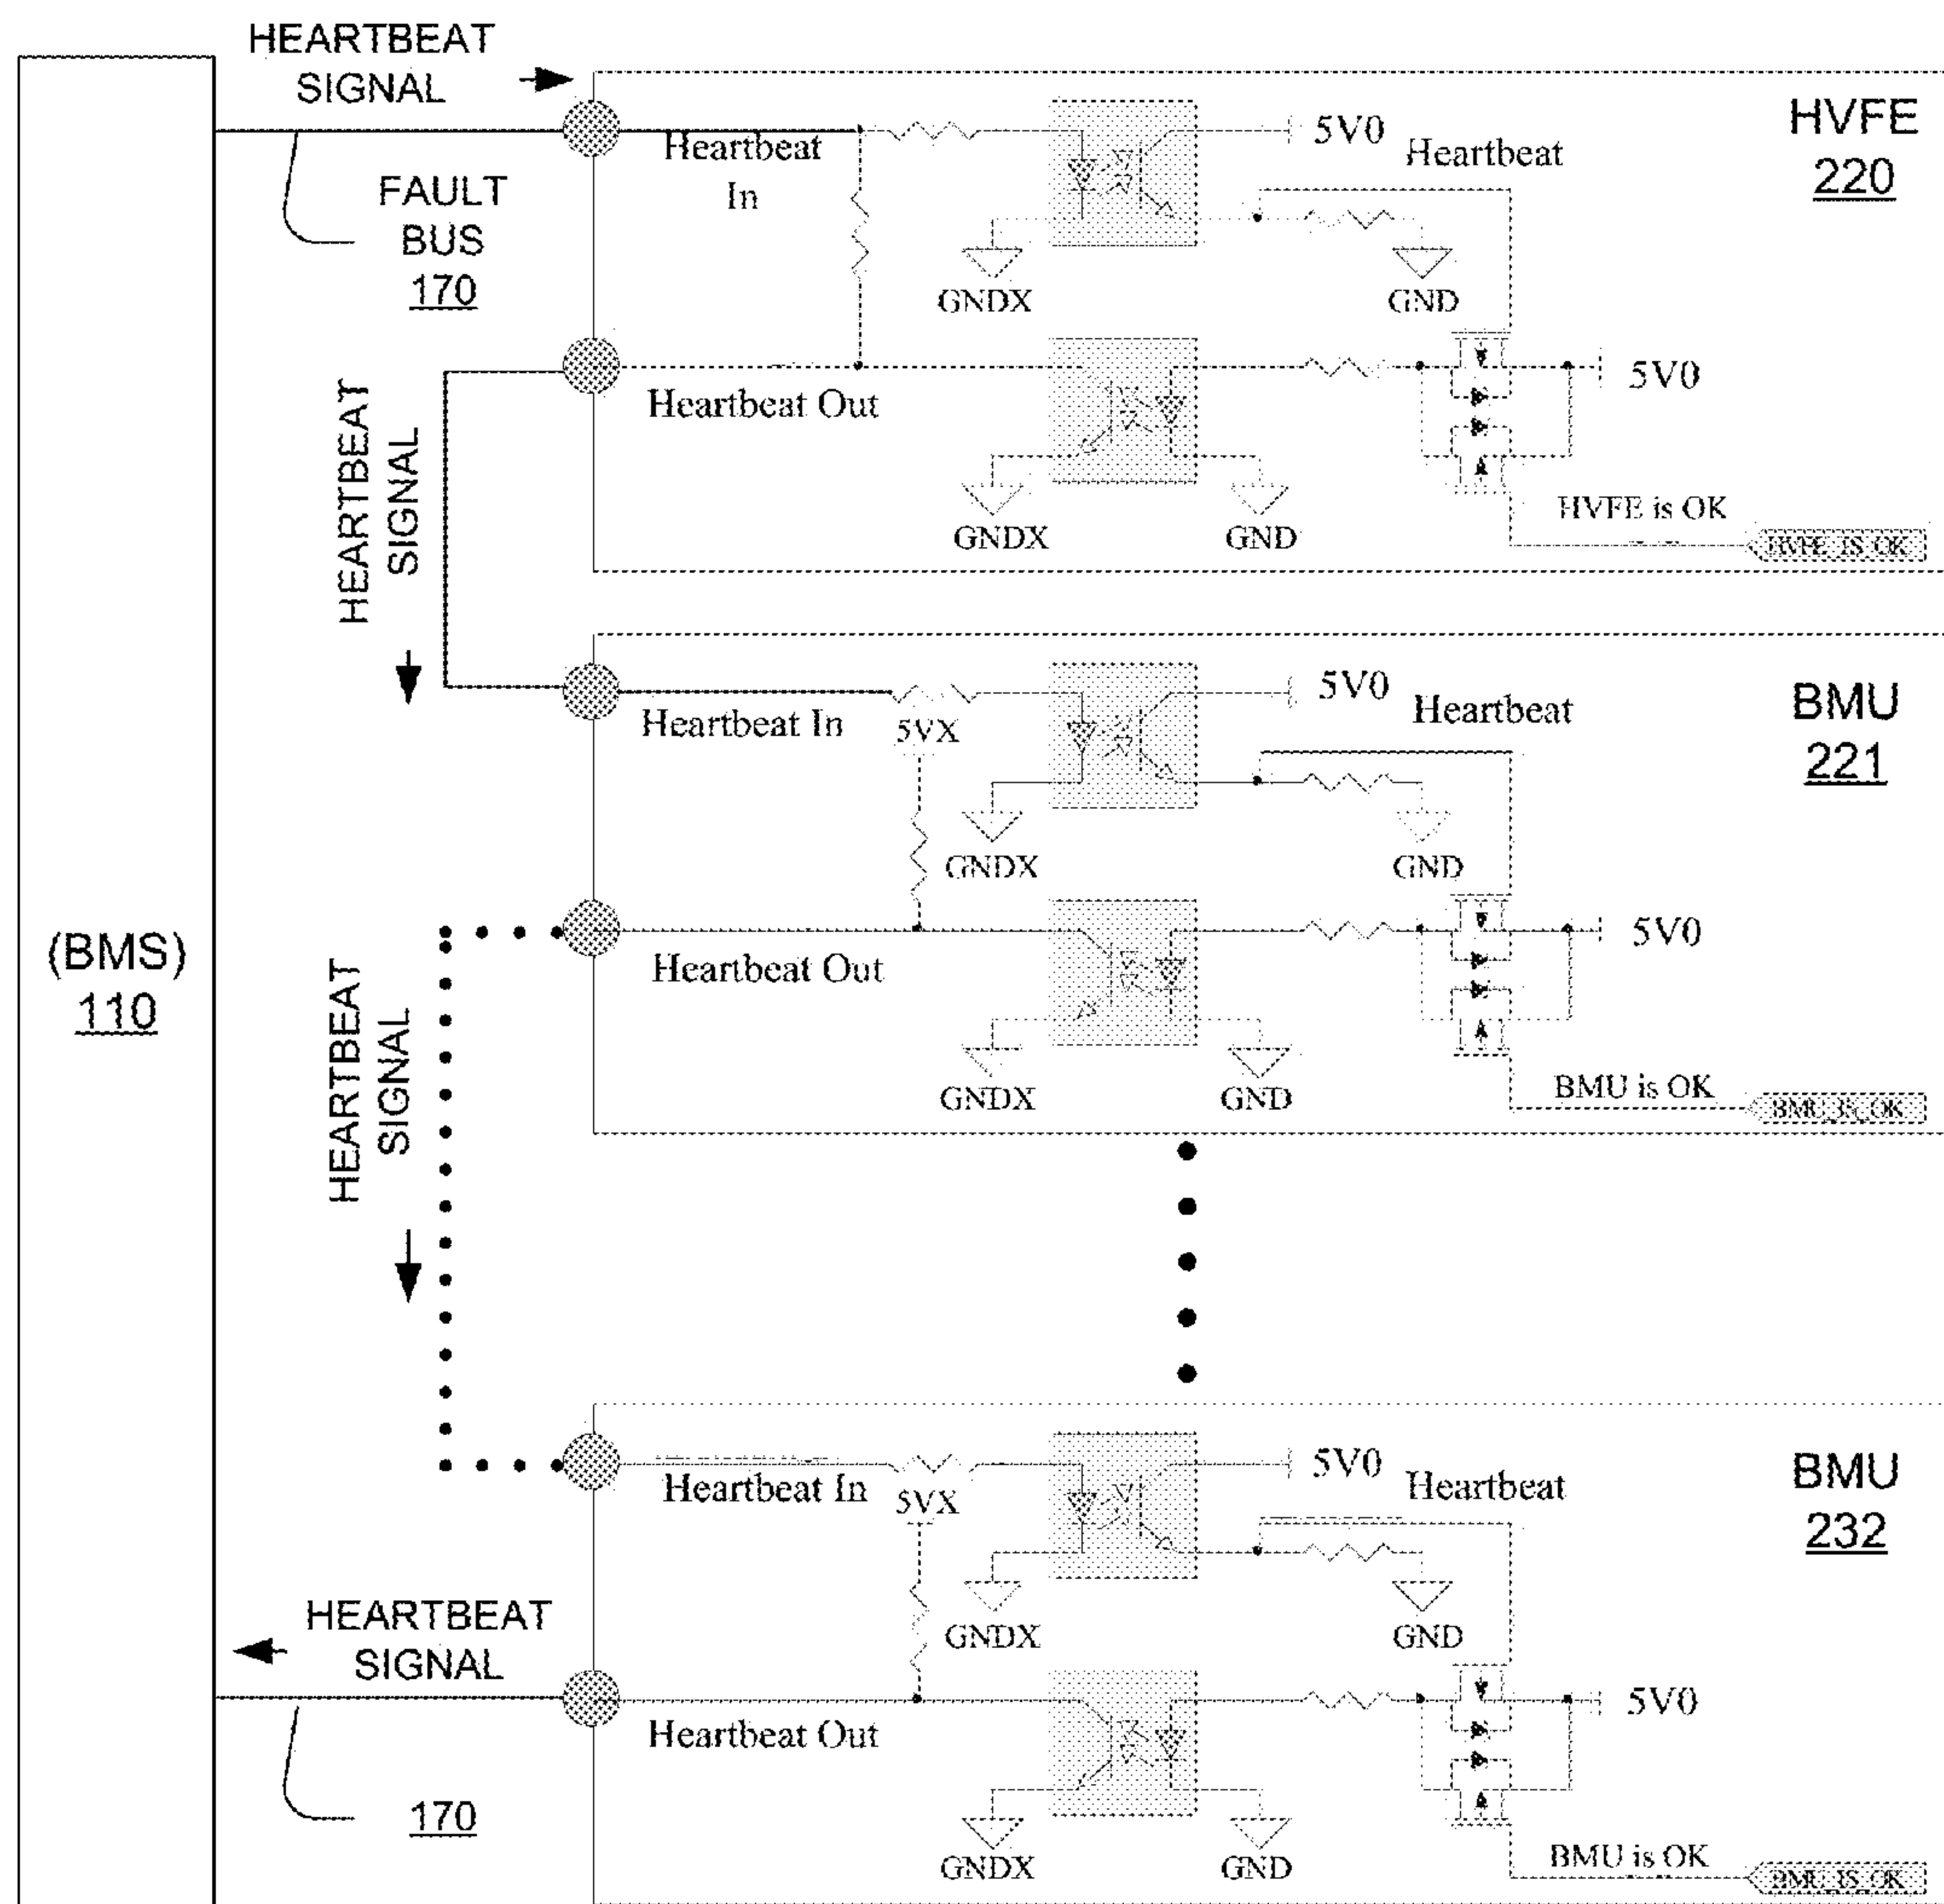 HEARTBEAT
SIGNAL
FAULT
BUS
170
HEARTBEAT
SIGNAL
(BMS)
110
HEARTBEAT
SIGNAL
HEARTBEAT
SIGNAL
170
HVFE
220
Heartbeat
In
5V0
Heartbeat
GNDX
GND
Heartbeat Out
5V0
GNDX
GND
HVFE is OK
HVFE_IS_OK
BMU
221
Heartbeat In
5VX
5V0
Heartbeat
GNDX
GND
Heartbeat Out
5V0
GNDX
GND
BMU is OK
BMU_IS_OK
BMU
232
Heartbeat In
5VX
5V0
Heartbeat
GNDX
GND
Heartbeat Out
5V0
GNDX
GND
BMU is OK
BMU_IS_OK